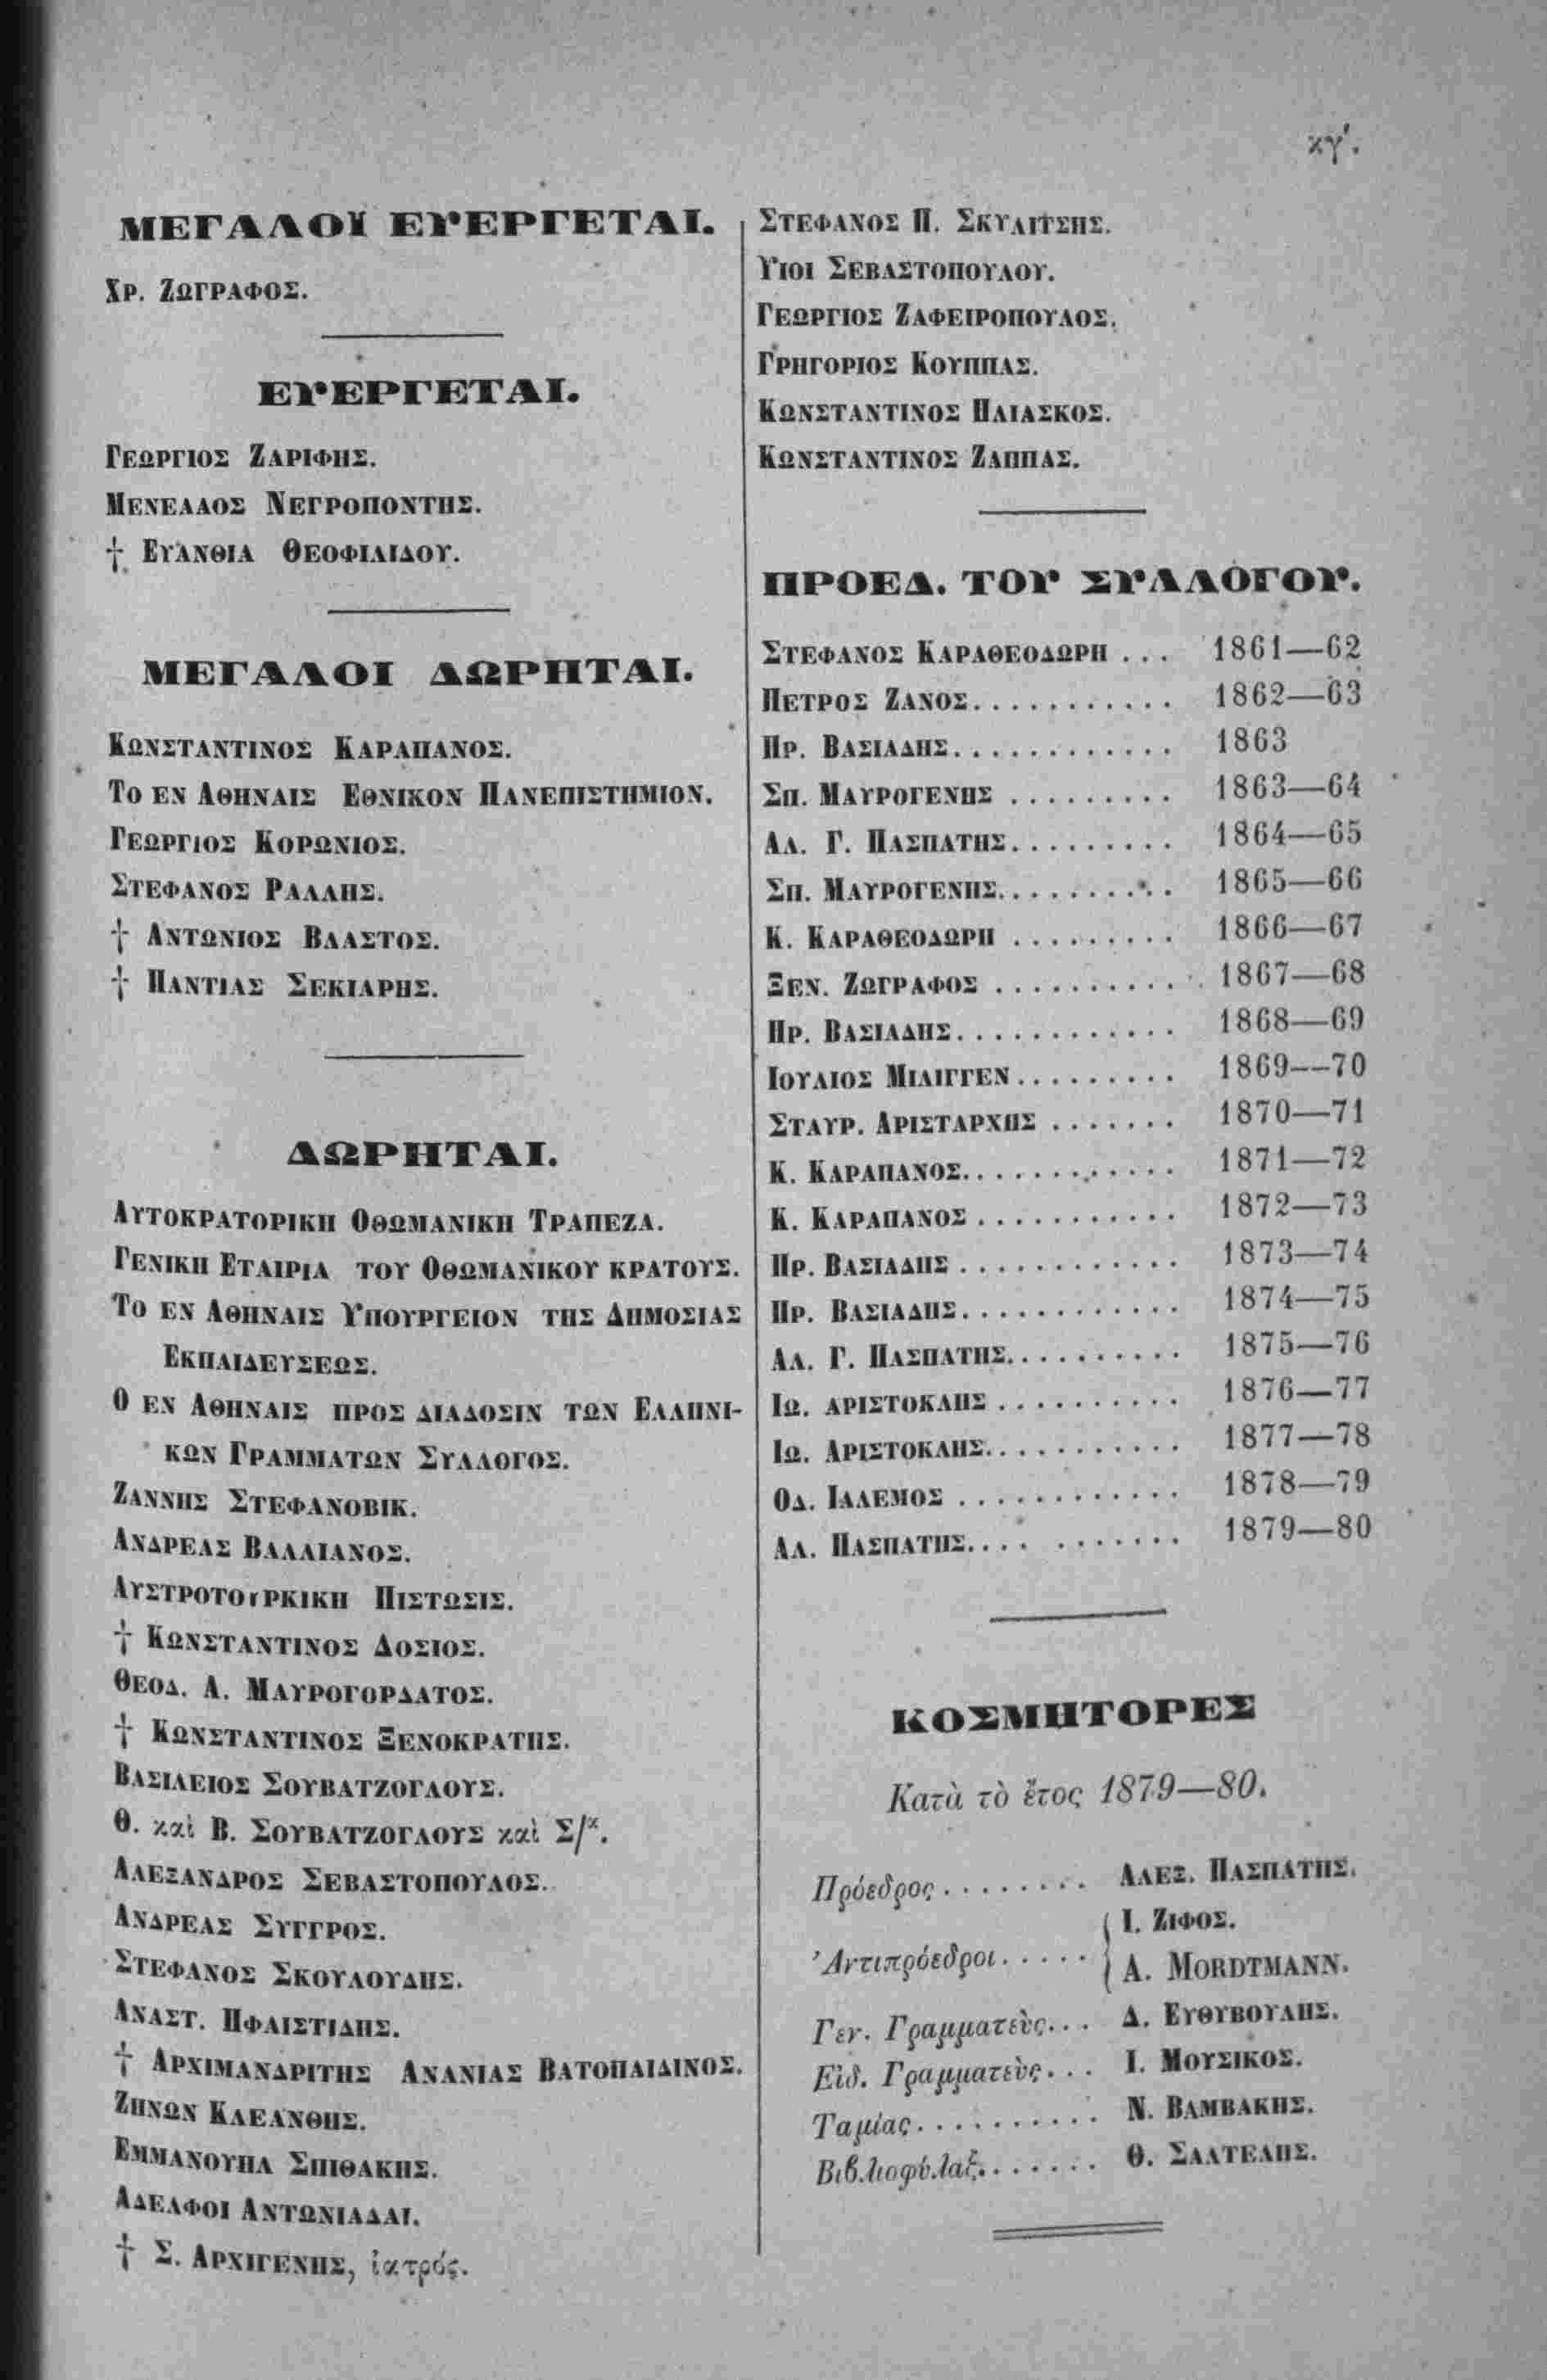 κγʹ.
ΜΕΓΑΛΟΙ ΕΥΕΡΓΕΤΑΙ.
ΧΡ. ΖΩΓΡΑΦΟΣ.
ΕΥΕΡΓΕΤΑΙ.
ΓΕΩΡΓΙΟΣ ΖΑΡΙΦΗΣ.
ΜΕΝΕΛΑΟΣ ΝΕΓΡΟΠΟΝΤΗΣ.
† ΕΥΑΝΘΙΑ ΘΕΟΦΙΛΙΔΟΥ.
ΜΕΓΑΛΟΙ ΔΩΡΗΤΑΙ.
ΚΩΝΣΤΑΝΤΙΝΟΣ ΚΑΡΑΠΑΝΟΣ.
ΤΟ ΕΝ ΑΘΗΝΑΙΣ ΕΘΝΙΚΟΝ ΠΑΝΕΠΙΣΤΗΜΙΟΝ.
ΓΕΩΡΓΙΟΣ ΚΟΡΩΝΙΟΣ.
ΣΤΕΦΑΝΟΣ ΡΑΛΛΗΣ.
† ΑΝΤΩΝΙΟΣ ΒΛΑΣΤΟΣ.
† ΠΑΝΤΙΑΣ ΣΕΚΙΑΡΗΣ.
ΔΩΡΗΤΑΙ.
ΑΥΤΟΚΡΑΤΟΡΙΚΗ ΟΘΩΜΑΝΙΚΗ ΤΡΑΠΕΖΑ.
ΓΕΝΙΚΗ ΕΤΑΙΡΙΑ ΤΟΥ ΟΘΩΜΑΝΙΚΟΥ ΚΡΑΤΟΥΣ.
ΤΟ ΕΝ ΑΘΗΝΑΙΣ ΥΠΟΥΡΓΕΙΟΝ ΤΗΣ ΔΗΜΟΣΙΑΣ
ΕΚΠΑΙΔΕΥΣΕΩΣ.
Ο ΕΝ ΑΘΗΝΑΙΣ ΠΡΟΣ ΔΙΑΔΟΣΙΝ ΤΩΝ ΕΛΛΗΝΙ-
ΚΩΝ ΓΡΑΜΜΑΤΩΝ ΣΥΛΛΟΓΟΣ.
ΖΑΝΝΗΣ ΣΤΕΦΑΝΟΒΙΚ.
ΑΝΔΡΕΑΣ ΒΑΛΛΙΑΝΟΣ.
ΑΥΣΤΡΟΤΟΥΡΚΙΚΗ ΠΙΣΤΩΣΙΣ.
† ΚΩΝΣΤΑΝΤΙΝΟΣ ΔΟΣΙΟΣ.
ΘΕΟΔ. Α. ΜΑΥΡΟΓΟΡΔΑΤΟΣ.
† ΚΩΝΣΤΑΝΤΙΝΟΣ ΞΕΝΟΚΡΑΤΗΣ.
ΒΑΣΙΛΕΙΟΣ ΣΟΥΒΑΤΖΟΓΛΟΥΣ.
Θ. καὶ Β. ΣΟΥΒΑΤΖΟΓΛΟΥΣ καὶ Σ/α.
ΑΛΕΞΑΝΔΡΟΣ ΣΕΒΑΣΤΟΠΟΥΛΟΣ.
ΑΝΔΡΕΑΣ ΣΥΓΓΡΟΣ.
ΣΤΕΦΑΝΟΣ ΣΚΟΥΛΟΥΔΗΣ.
ΑΝΑΣΤ. ΗΦΑΙΣΤΙΔΗΣ.
† ΑΡΧΙΜΑΝΔΡΙΤΗΣ ΑΝΑΝΙΑΣ ΒΑΤΟΠΑΙΔΙΝΟΣ.
ΖΗΝΩΝ ΚΛΕΑΝΘΗΣ.
ΕΜΜΑΝΟΥΗΛ ΣΠΙΘΑΚΗΣ.
ΑΔΕΛΦΟΙ ΑΝΤΩΝΙΑΔΑΙ.
† Σ. ΑΡΧΙΓΕΝΗΣ, ἰατρός.
ΣΤΕΦΑΝΟΣ Π. ΣΚΥΛΙΤΣΗΣ.
ΥΙΟΙ ΣΕΒΑΣΤΟΠΟΥΛΟΥ.
ΓΕΩΡΓΙΟΣ ΖΑΦΕΙΡΟΠΟΥΛΟΣ.
ΓΡΗΓΟΡΙΟΣ ΚΟΥΠΠΑΣ.
ΚΩΝΣΤΑΝΤΙΝΟΣ ΗΛΙΑΣΚΟΣ.
ΚΩΝΣΤΑΝΤΙΝΟΣ ΖΑΠΠΑΣ.
ΠΡΟΕΔ. ΤΟΥ ΣΥΛΛΟΓΟΥ.
ΣΤΕΦΑΝΟΣ ΚΑΡΑΘΕΟΔΩΡΗ ... 1861—62
ΠΕΤΡΟΣ ΖΑΝΟΣ........... 1862—63
ΗΡ. ΒΑΣΙΑΔΗΣ............ 1863
ΣΠ. ΜΑΥΡΟΓΕΝΗΣ ......... 1863—64
ΑΛ. Γ. ΠΑΣΠΑΤΗΣ......... 1864—65
ΣΠ. ΜΑΥΡΟΓΕΝΗΣ.......... 1865—66
Κ. ΚΑΡΑΘΕΟΔΩΡΗ ......... 1866—67
ΞΕΝ. ΖΩΓΡΑΦΟΣ ........... 1867—68
ΗΡ. ΒΑΣΙΑΔΗΣ............ 1868—69
ΙΟΥΛΙΟΣ ΜΙΛΙΓΓΕΝ......... 1869—70
ΣΤΑΥΡ. ΑΡΙΣΤΑΡΧΗΣ ....... 1870—71
Κ. ΚΑΡΑΠΑΝΟΣ............ 1871—72
Κ. ΚΑΡΑΠΑΝΟΣ ........... 1872—73
ΗΡ. ΒΑΣΙΑΔΗΣ ............ 1873—74
ΗΡ. ΒΑΣΙΑΔΗΣ............ 1874—75
ΑΛ. Γ. ΠΑΣΠΑΤΗΣ.......... 1875—76
ΙΩ. ΑΡΙΣΤΟΚΛΗΣ .......... 1876—77
ΙΩ. ΑΡΙΣΤΟΚΛΗΣ........... 1877—78
ΟΔ. ΙΑΛΕΜΟΣ ............ 1878—79
ΑΛ. ΠΑΣΠΑΤΗΣ.... ....... 1879—80
ΚΟΣΜΗΤΟΡΕΣ
Κατὰ τὸ ἔτος 1879—80.
Πρόεδρος........ ΑΛΕΞ. ΠΑΣΠΑΤΗΣ.
Ἀντιπρόεδροι..... Ι. ΖΙΦΟΣ.
A. MORDTMANN.
Γεν. Γραμματεὺς... Δ. ΕΥΘΥΒΟΥΛΗΣ.
Εἰδ. Γραμματεὺς... Ι. ΜΟΥΣΙΚΟΣ.
Ταμίας.......... Ν. ΒΑΜΒΑΚΗΣ.
Βιβλιοφύλαξ....... Θ. ΣΑΛΤΕΛΗΣ.